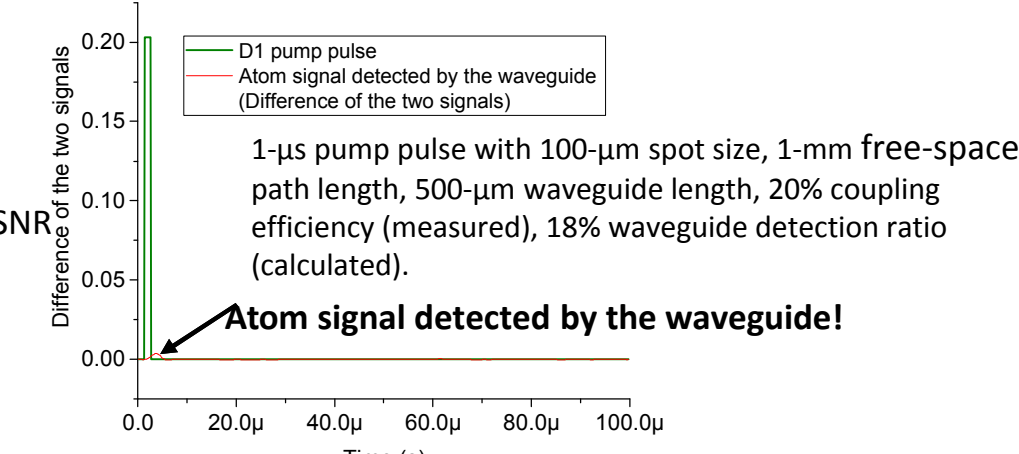 SNR
Difference of the two signals
0.20
0.15
0.10
0.05
0.00
D1 pump pulse
Atom signal detected by the waveguide
(Difference of the two signals)
1-μs pump pulse with 100-μm spot size, 1-mm free-space
path length, 500-μm waveguide length, 20% coupling
efficiency (measured), 18% waveguide detection ratio
(calculated).
Atom signal detected by the waveguide!
0.0 20.0μ 40.0μ 60.0μ 80.0μ 100.0μ
Time (s)